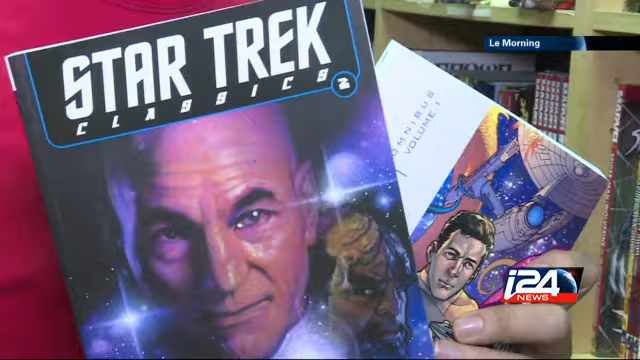 Le Morning
STAR TREK
CLASSICS
2
OMNIBUS
VOLUME 1
i24
NEWS